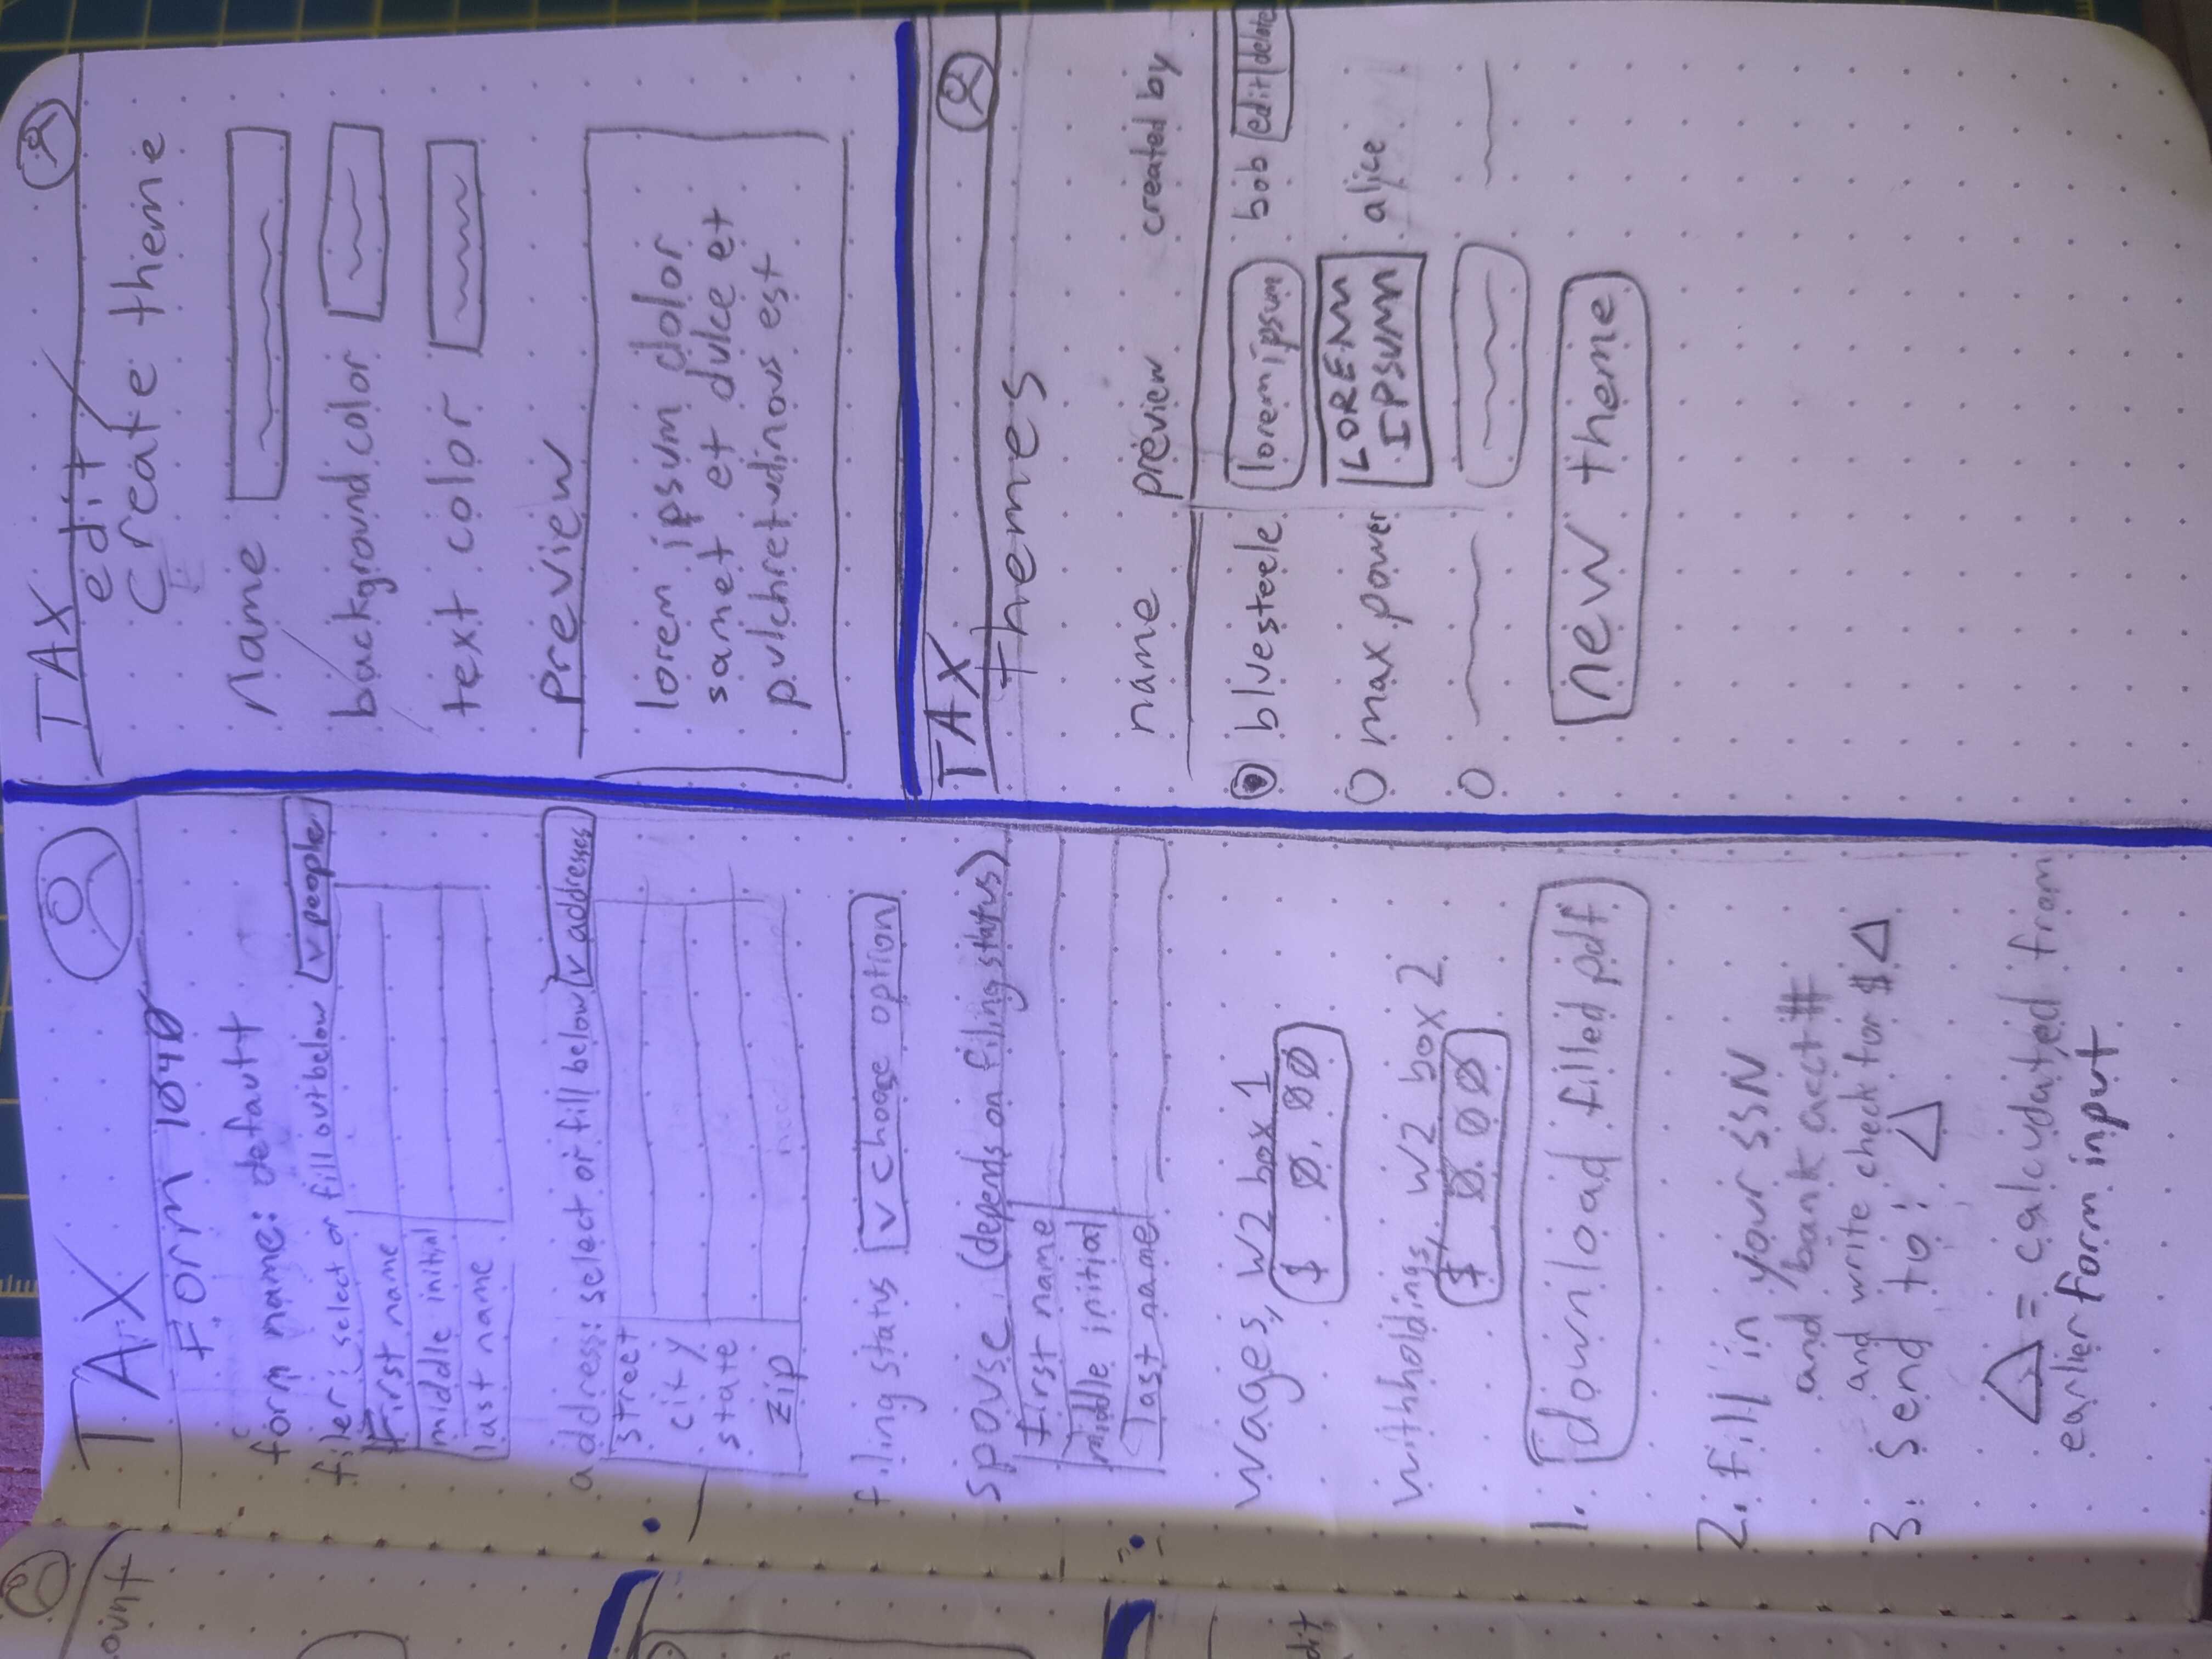 ount
dit
TAX
Form 1040
form name: default
filer: select or fill out below v people
First name
middle initial
last name
address: select or fill below v addresses
street
city
state
zip
filing status v choose option
spouse (depends on filing status)
first name
middle initial
last name
wages, W2 box 1
$ 0.00
withholdings, W2 box 2
$ 0.00
1. download filled pdf
2. fill in your SSN
and bank acct #
and write check for $ △
3. Send to: △
△ = calculated from
earlier form input
TAX
edit /
create theme
name
background color
text color
preview
lorem ipsum dolor
samet et dulce et
pulchretudinous est
TAX
themes
name preview created by
bluesteele lorem ipsum bob edit delete
max power LOREM IPSUM alice
new theme